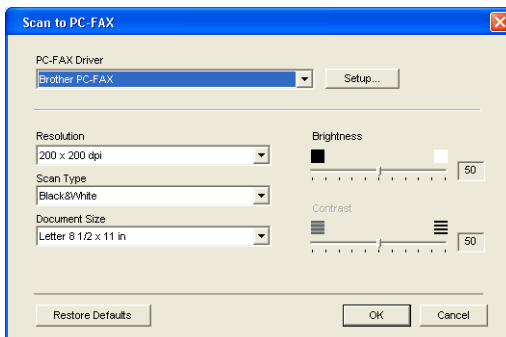 Scan to PC-FAX
PC-FAX Driver
Brother PC-FAX
Setup...
Resolution
200 x 200 dpi
Scan Type
Black&White
Document Size
Letter 8 1/2 x 11 in
Brightness
50
Contrast
50
Restore Defaults
OK
Cancel